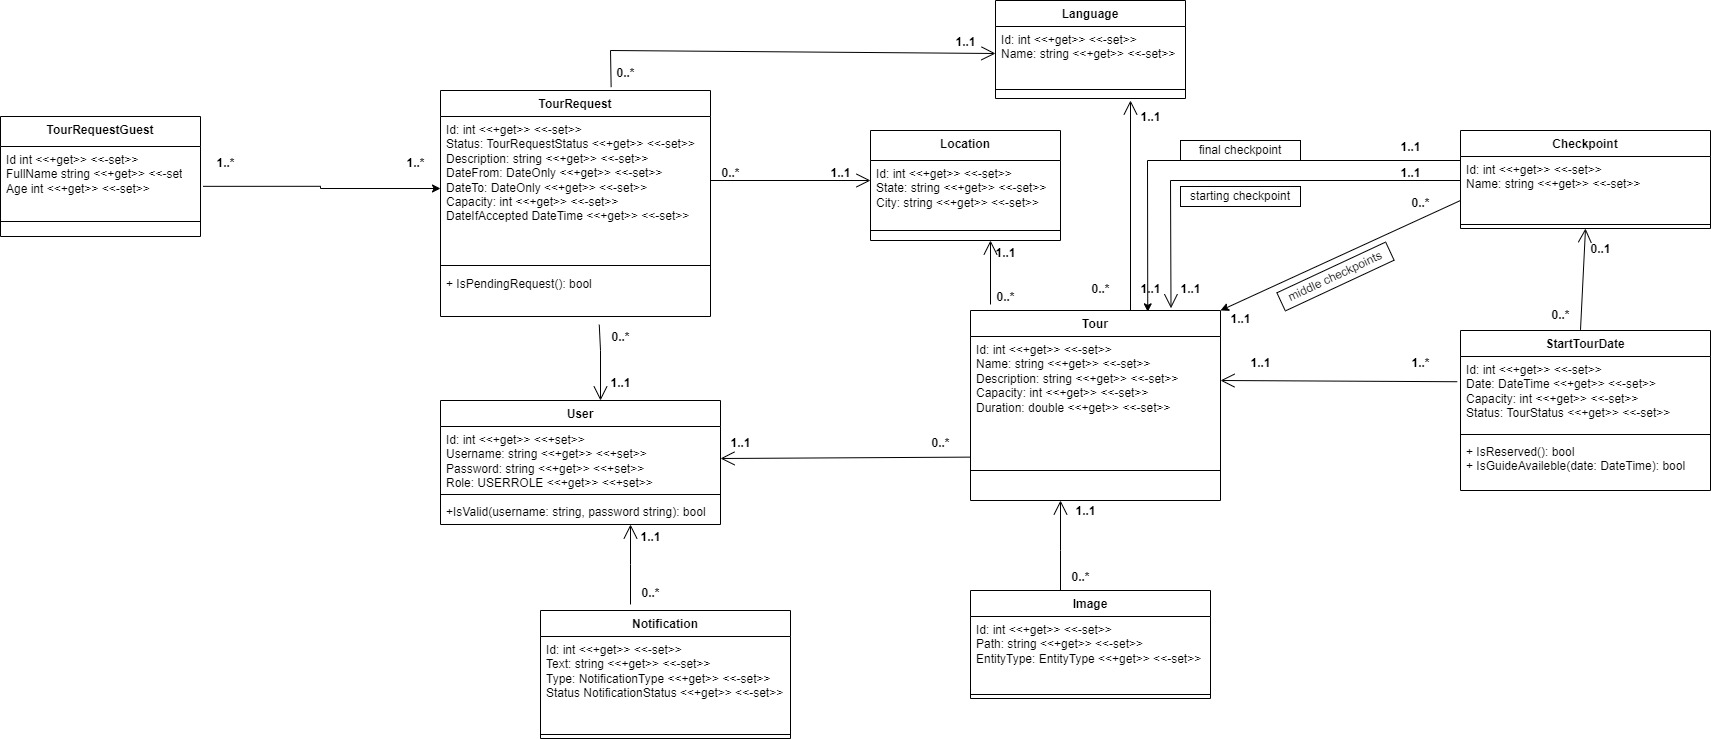 Language
Id: int <<+get>> <<-set>>
Name: string <<+get>> <<-set>>
1..1
0..*
1..1
TourRequest
Id: int <<+get>> <<-set>>
Status: TourRequestStatus <<+get>> <<-set>>
Description: string <<+get>> <<-set>>
DateFrom: DateOnly <<+get>> <<-set>>
DateTo: DateOnly <<+get>> <<-set>>
Capacity: int <<+get>> <<-set>>
DateIfAccepted DateTime <<+get>> <<-set>>
+ IsPendingRequest(): bool
TourRequestGuest
Id int <<+get>> <<-set>>
FullName string <<+get>> <<-set
Age int <<+get>> <<-set>>
1..*
1..*
0..*
1..1
Location
Id: int <<+get>> <<-set>>
State: string <<+get>> <<-set>>
City: string <<+get>> <<-set>>
1..1
0..*
final checkpoint
1..1
starting checkpoint
1..1
0..*
middle checkpoints
Checkpoint
Id: int <<+get>> <<-set>>
Name: string <<+get>> <<-set>>
0..1
0..*
0..*
1..1
1..1
1..1
Tour
Id: int <<+get>> <<-set>>
Name: string <<+get>> <<-set>>
Description: string <<+get>> <<-set>>
Capacity: int <<+get>> <<-set>>
Duration: double <<+get>> <<-set>>
1..1
1..*
StartTourDate
Id: int <<+get>> <<-set>>
Date: DateTime <<+get>> <<-set>>
Capacity: int <<+get>> <<-set>>
Status: TourStatus <<+get>> <<-set>>
+ IsReserved(): bool
+ IsGuideAvaileble(date: DateTime): bool
0..*
1..1
User
Id: int <<+get>> <<+set>>
Username: string <<+get>> <<+set>>
Password: string <<+get>> <<+set>>
Role: USERROLE <<+get>> <<+set>>
+IsValid(username: string, password string): bool
1..1
0..*
1..1
0..*
1..1
0..*
Image
Id: int <<+get>> <<-set>>
Path: string <<+get>> <<-set>>
EntityType: EntityType <<+get>> <<-set>>
Notification
Id: int <<+get>> <<-set>>
Text: string <<+get>> <<-set>>
Type: NotificationType <<+get>> <<-set>>
Status NotificationStatus <<+get>> <<-set>>